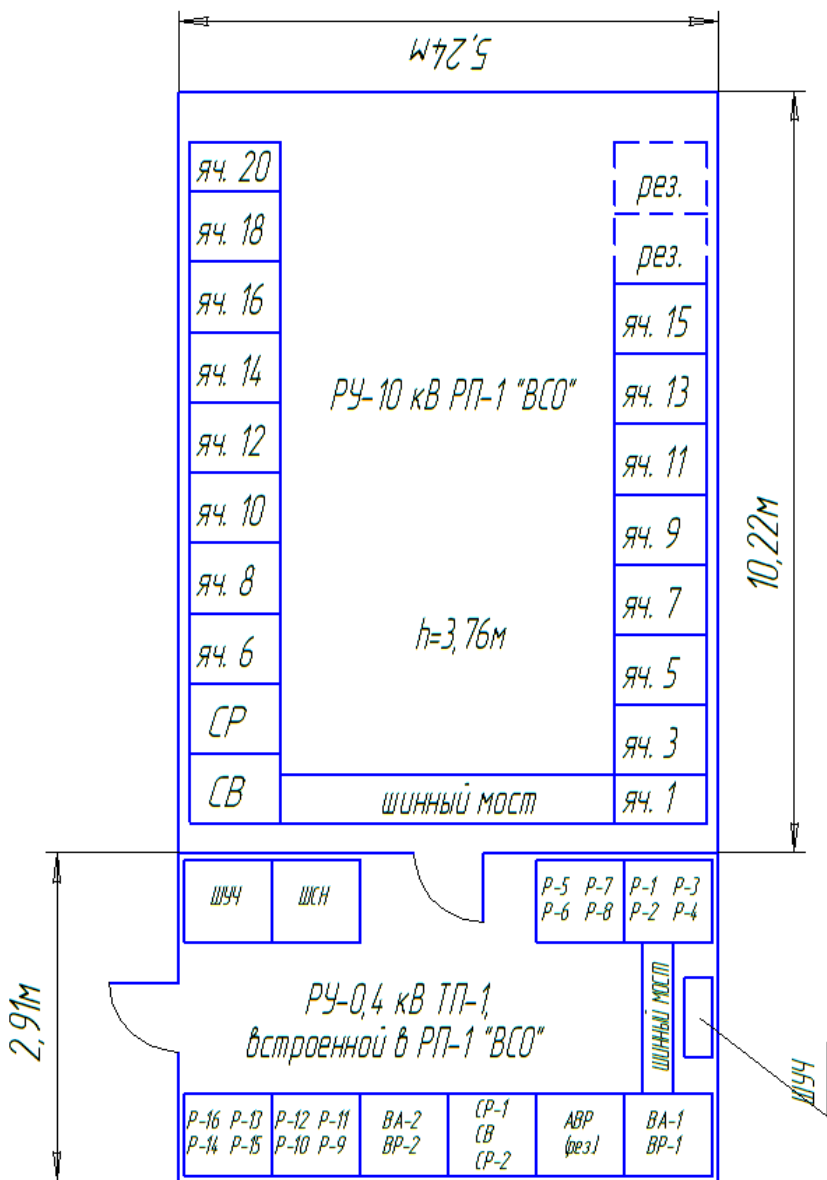 5,24м
яч. 20
рез.
яч. 18
рез.
яч. 16
яч. 15
яч. 14
РУ-10 кВ РП-1 "ВСО"
яч. 13
яч. 12
яч. 11
яч. 10
яч. 9
10,22м
яч. 8
яч. 7
h=3,76м
яч. 6
яч. 5
СР
яч. 3
СВ
шинный мост
яч. 1
ШУЧ
ШСН
Р-5 Р-7
Р-6 Р-8
Р-1 Р-3
Р-2 Р-4
2,91м
РУ-0,4 кВ ТП-1,
встроенной в РП-1 "ВСО"
шинный мост
ШУЧ
Р-16 Р-13
Р-14 Р-15
Р-12 Р-11
Р-10 Р-9
ВА-2
ВР-2
СР-1
СВ
СР-2
АВР
(рез.)
ВА-1
ВР-1